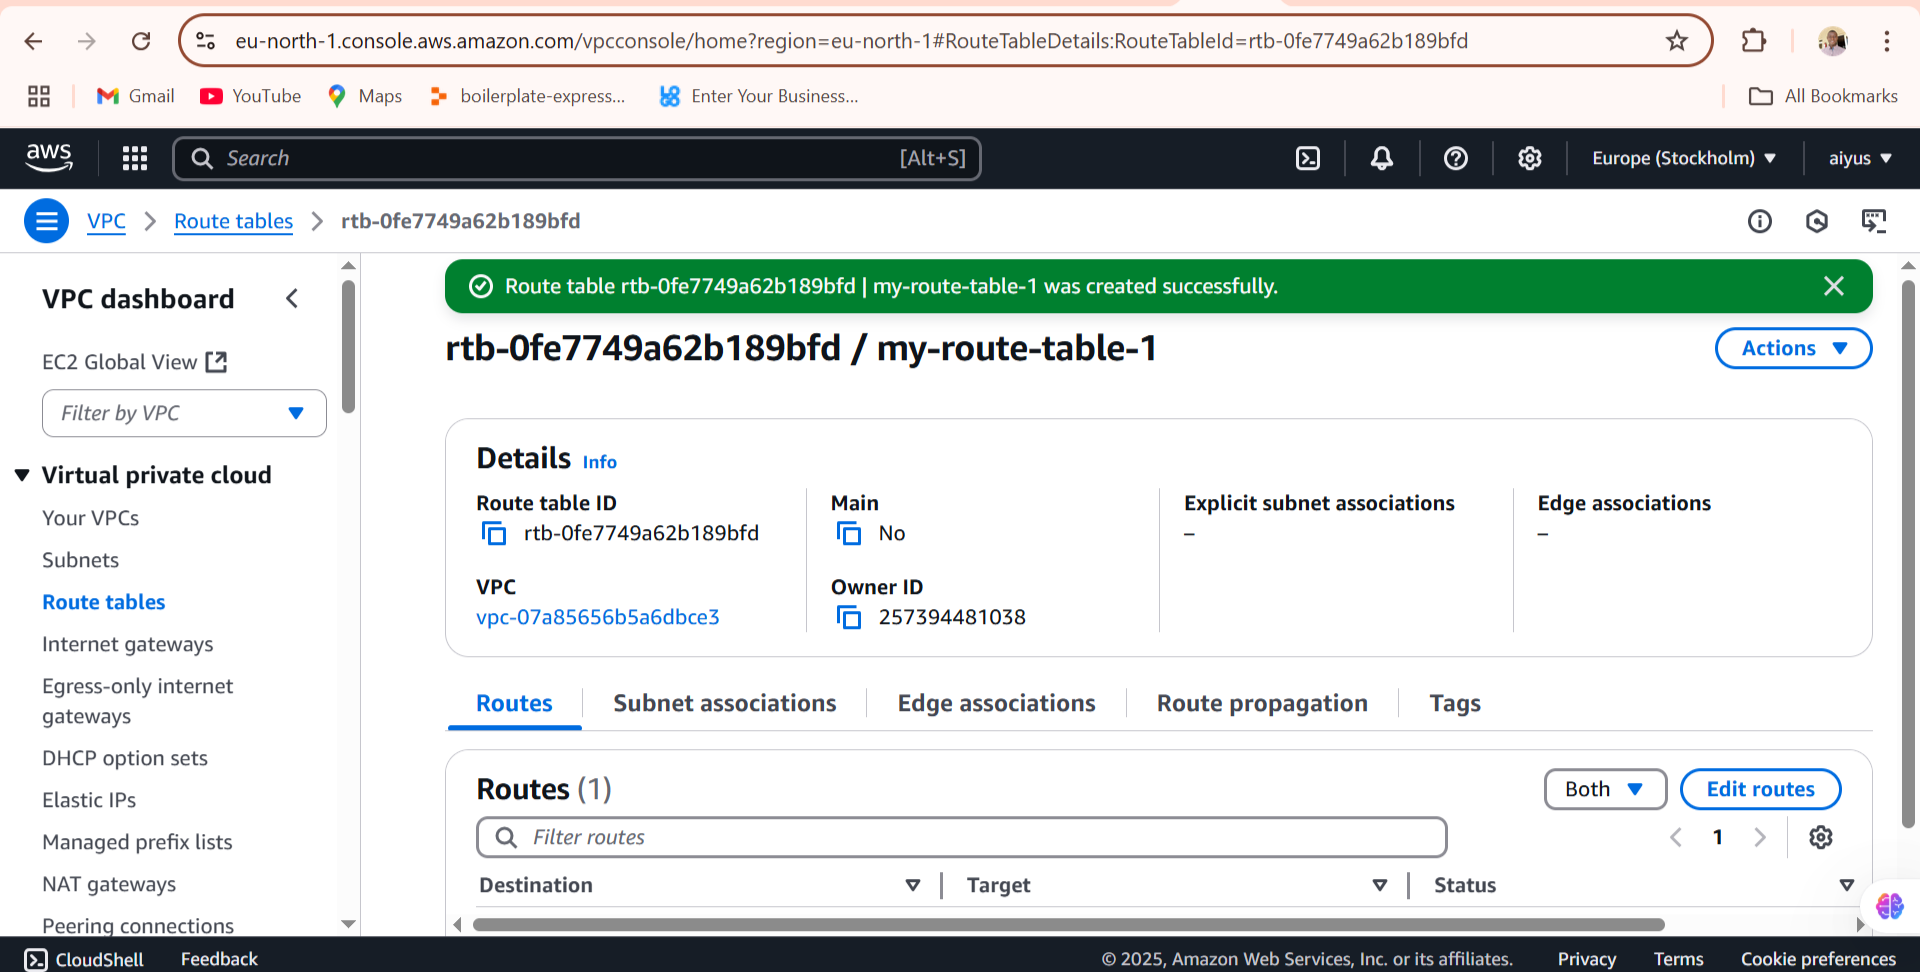 eu-north-1.console.aws.amazon.com/vpcconsole/home?region=eu-north-1#RouteTableDetails:RouteTableId=rtb-0fe7749a62b189bfd
Gmail YouTube Maps boilerplate-express... Enter Your Business... All Bookmarks
aws Search [Alt+S] Europe (Stockholm) aiyus
VPC Route tables rtb-0fe7749a62b189bfd
VPC dashboard
EC2 Global View
Filter by VPC
Virtual private cloud
Your VPCs
Subnets
Route tables
Internet gateways
Egress-only internet
gateways
DHCP option sets
Elastic IPs
Managed prefix lists
NAT gateways
Peering connections
Route table rtb-0fe7749a62b189bfd | my-route-table-1 was created successfully.
rtb-0fe7749a62b189bfd / my-route-table-1
Actions
Details Info
Route table ID
rtb-0fe7749a62b189bfd
VPC
vpc-07a85656b5a6dbce3
Main
No
Owner ID
257394481038
Explicit subnet associations
–
Edge associations
–
Routes Subnet associations Edge associations Route propagation Tags
Routes (1) Both Edit routes
Filter routes 1
Destination Target Status
CloudShell Feedback © 2025, Amazon Web Services, Inc. or its affiliates. Privacy Terms Cookie preferences